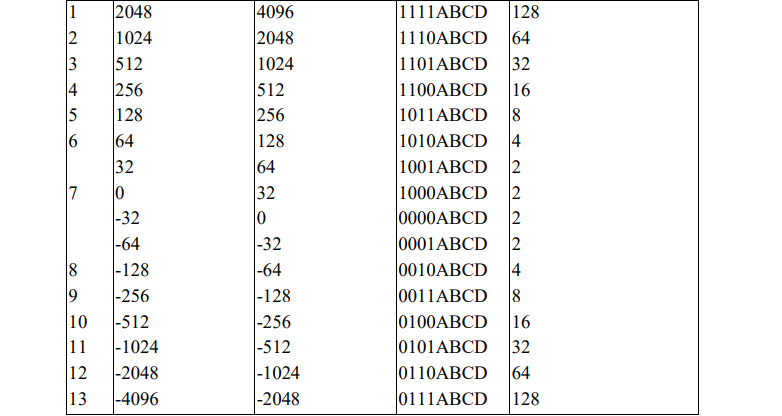 1 2048 4096 1111ABCD 128
2 1024 2048 1110ABCD 64
3 512 1024 1101ABCD 32
4 256 512 1100ABCD 16
5 128 256 1011ABCD 8
6 64 128 1010ABCD 4
32 64 1001ABCD 2
7 0 32 1000ABCD 2
-32 0 0000ABCD 2
-64 -32 0001ABCD 2
8 -128 -64 0010ABCD 4
9 -256 -128 0011ABCD 8
10 -512 -256 0100ABCD 16
11 -1024 -512 0101ABCD 32
12 -2048 -1024 0110ABCD 64
13 -4096 -2048 0111ABCD 128